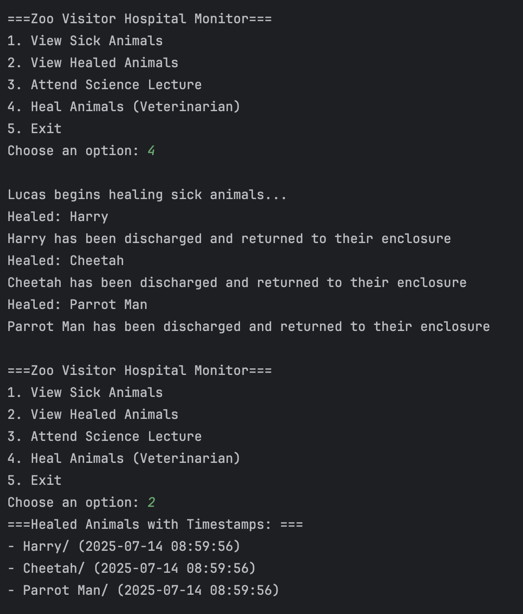 ===Zoo Visitor Hospital Monitor===
1. View Sick Animals
2. View Healed Animals
3. Attend Science Lecture
4. Heal Animals (Veterinarian)
5. Exit
Choose an option: 4
Lucas begins healing sick animals...
Healed: Harry
Harry has been discharged and returned to their enclosure
Healed: Cheetah
Cheetah has been discharged and returned to their enclosure
Healed: Parrot Man
Parrot Man has been discharged and returned to their enclosure
===Zoo Visitor Hospital Monitor===
1. View Sick Animals
2. View Healed Animals
3. Attend Science Lecture
4. Heal Animals (Veterinarian)
5. Exit
Choose an option: 2
===Healed Animals with Timestamps: ===
- Harry/ (2025-07-14 08:59:56)
- Cheetah/ (2025-07-14 08:59:56)
- Parrot Man/ (2025-07-14 08:59:56)